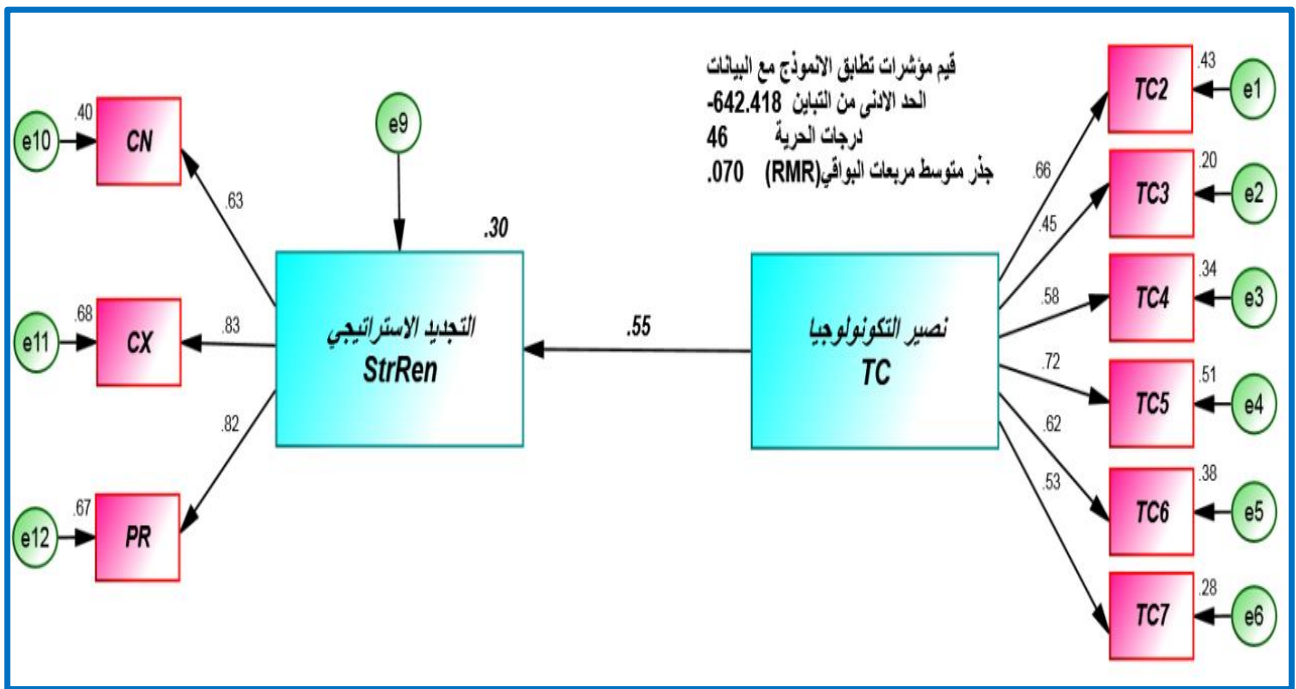 قيم مؤشرات تطابق الانموذج مع البيانات
الحد الادنى من التباين 642.418-
درجات الحرية 46
جذر متوسط مربعات البواقي(RMR) .070
e10
.40
CN
.63
e11
.68
CX
.83
e12
.67
PR
.82
e9
.30
التجديد الاستراتيجي
StrRen
.55
نصير التكونولوجيا
TC
.66
TC2
.43
e1
.45
TC3
.20
e2
.58
TC4
.34
e3
.72
TC5
.51
e4
.62
TC6
.38
e5
.53
TC7
.28
e6